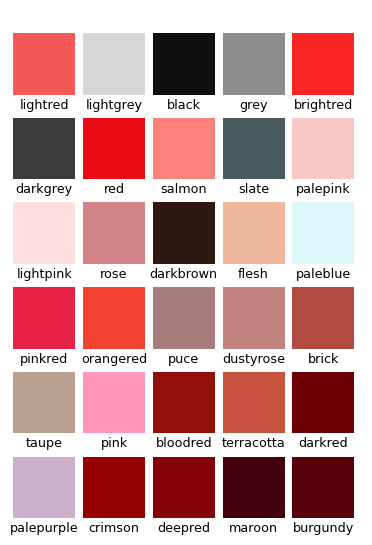 lightred lightgrey black grey brightred
darkgrey red salmon slate palepink
lightpink rose darkbrown flesh paleblue
pinkred orangered puce dustyrose brick
taupe pink bloodred terracotta darkred
palepurple crimson deepred maroon burgundy